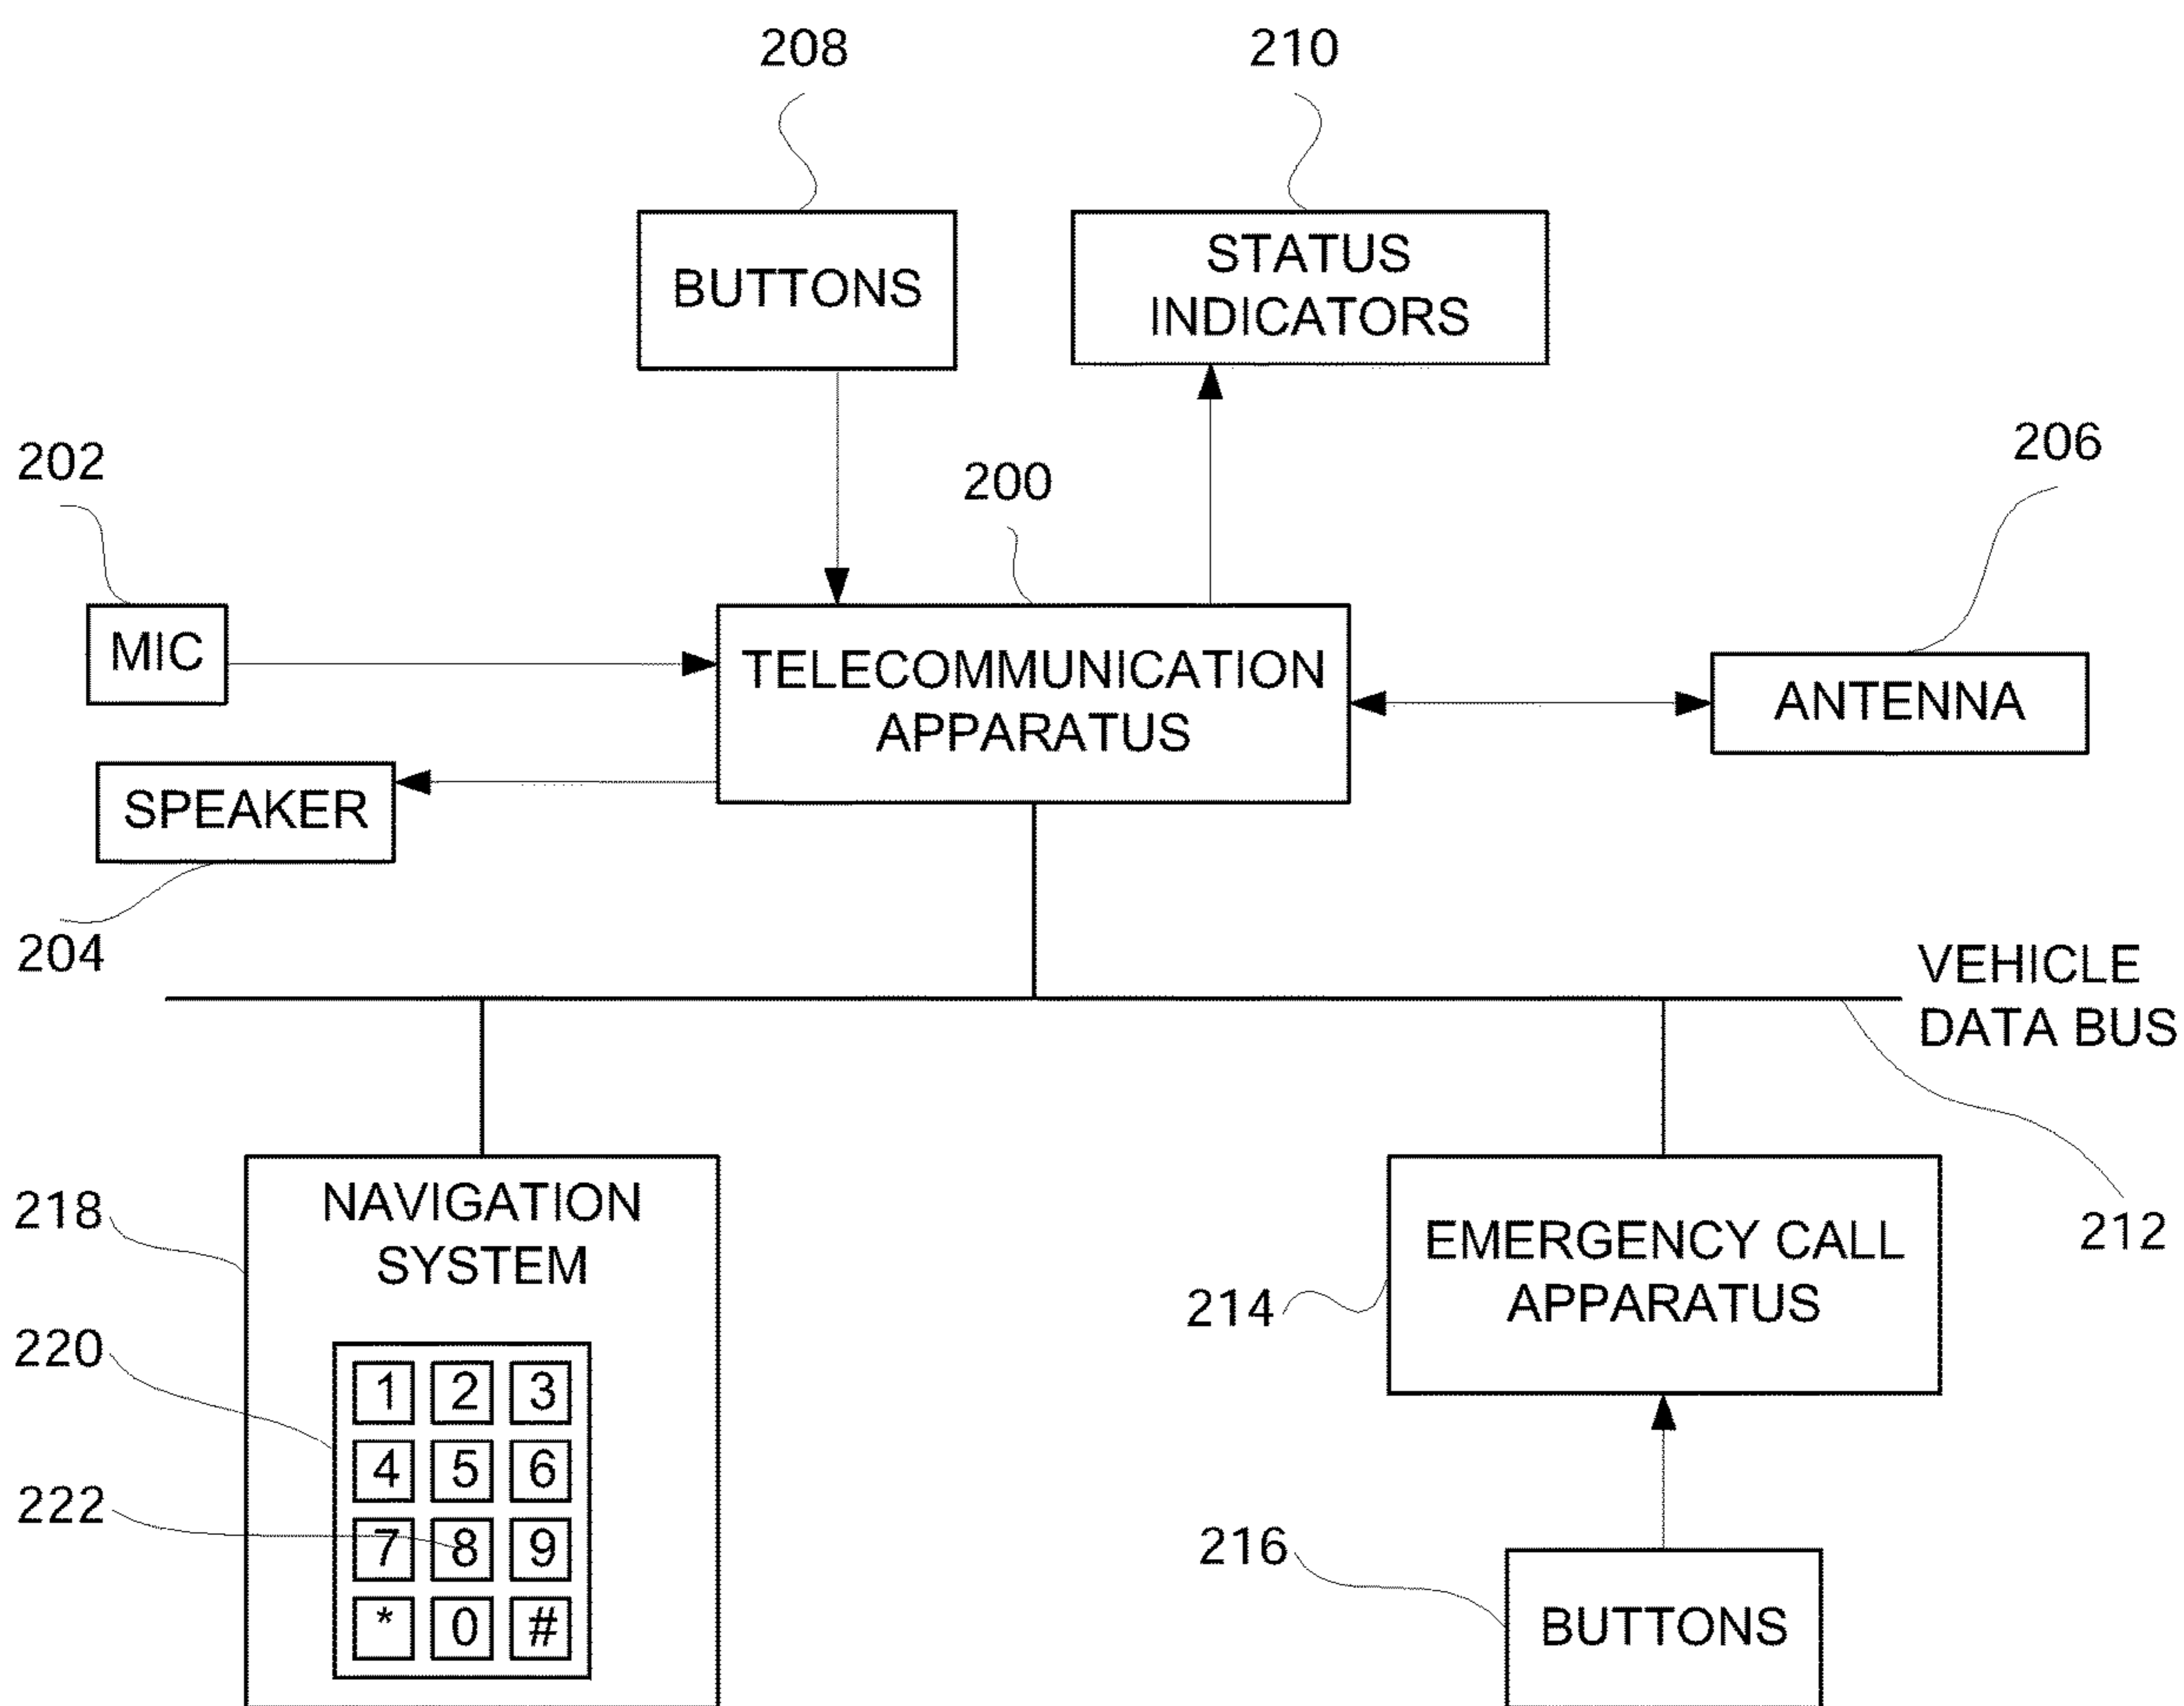 208
210
BUTTONS
STATUS
INDICATORS
202
200
206
MIC
TELECOMMUNICATION
APPARATUS
ANTENNA
SPEAKER
204
VEHICLE
DATA BUS
212
218
NAVIGATION
SYSTEM
220
1 2 3
4 5 6
222
7 8 9
* 0 #
214
EMERGENCY CALL
APPARATUS
216
BUTTONS